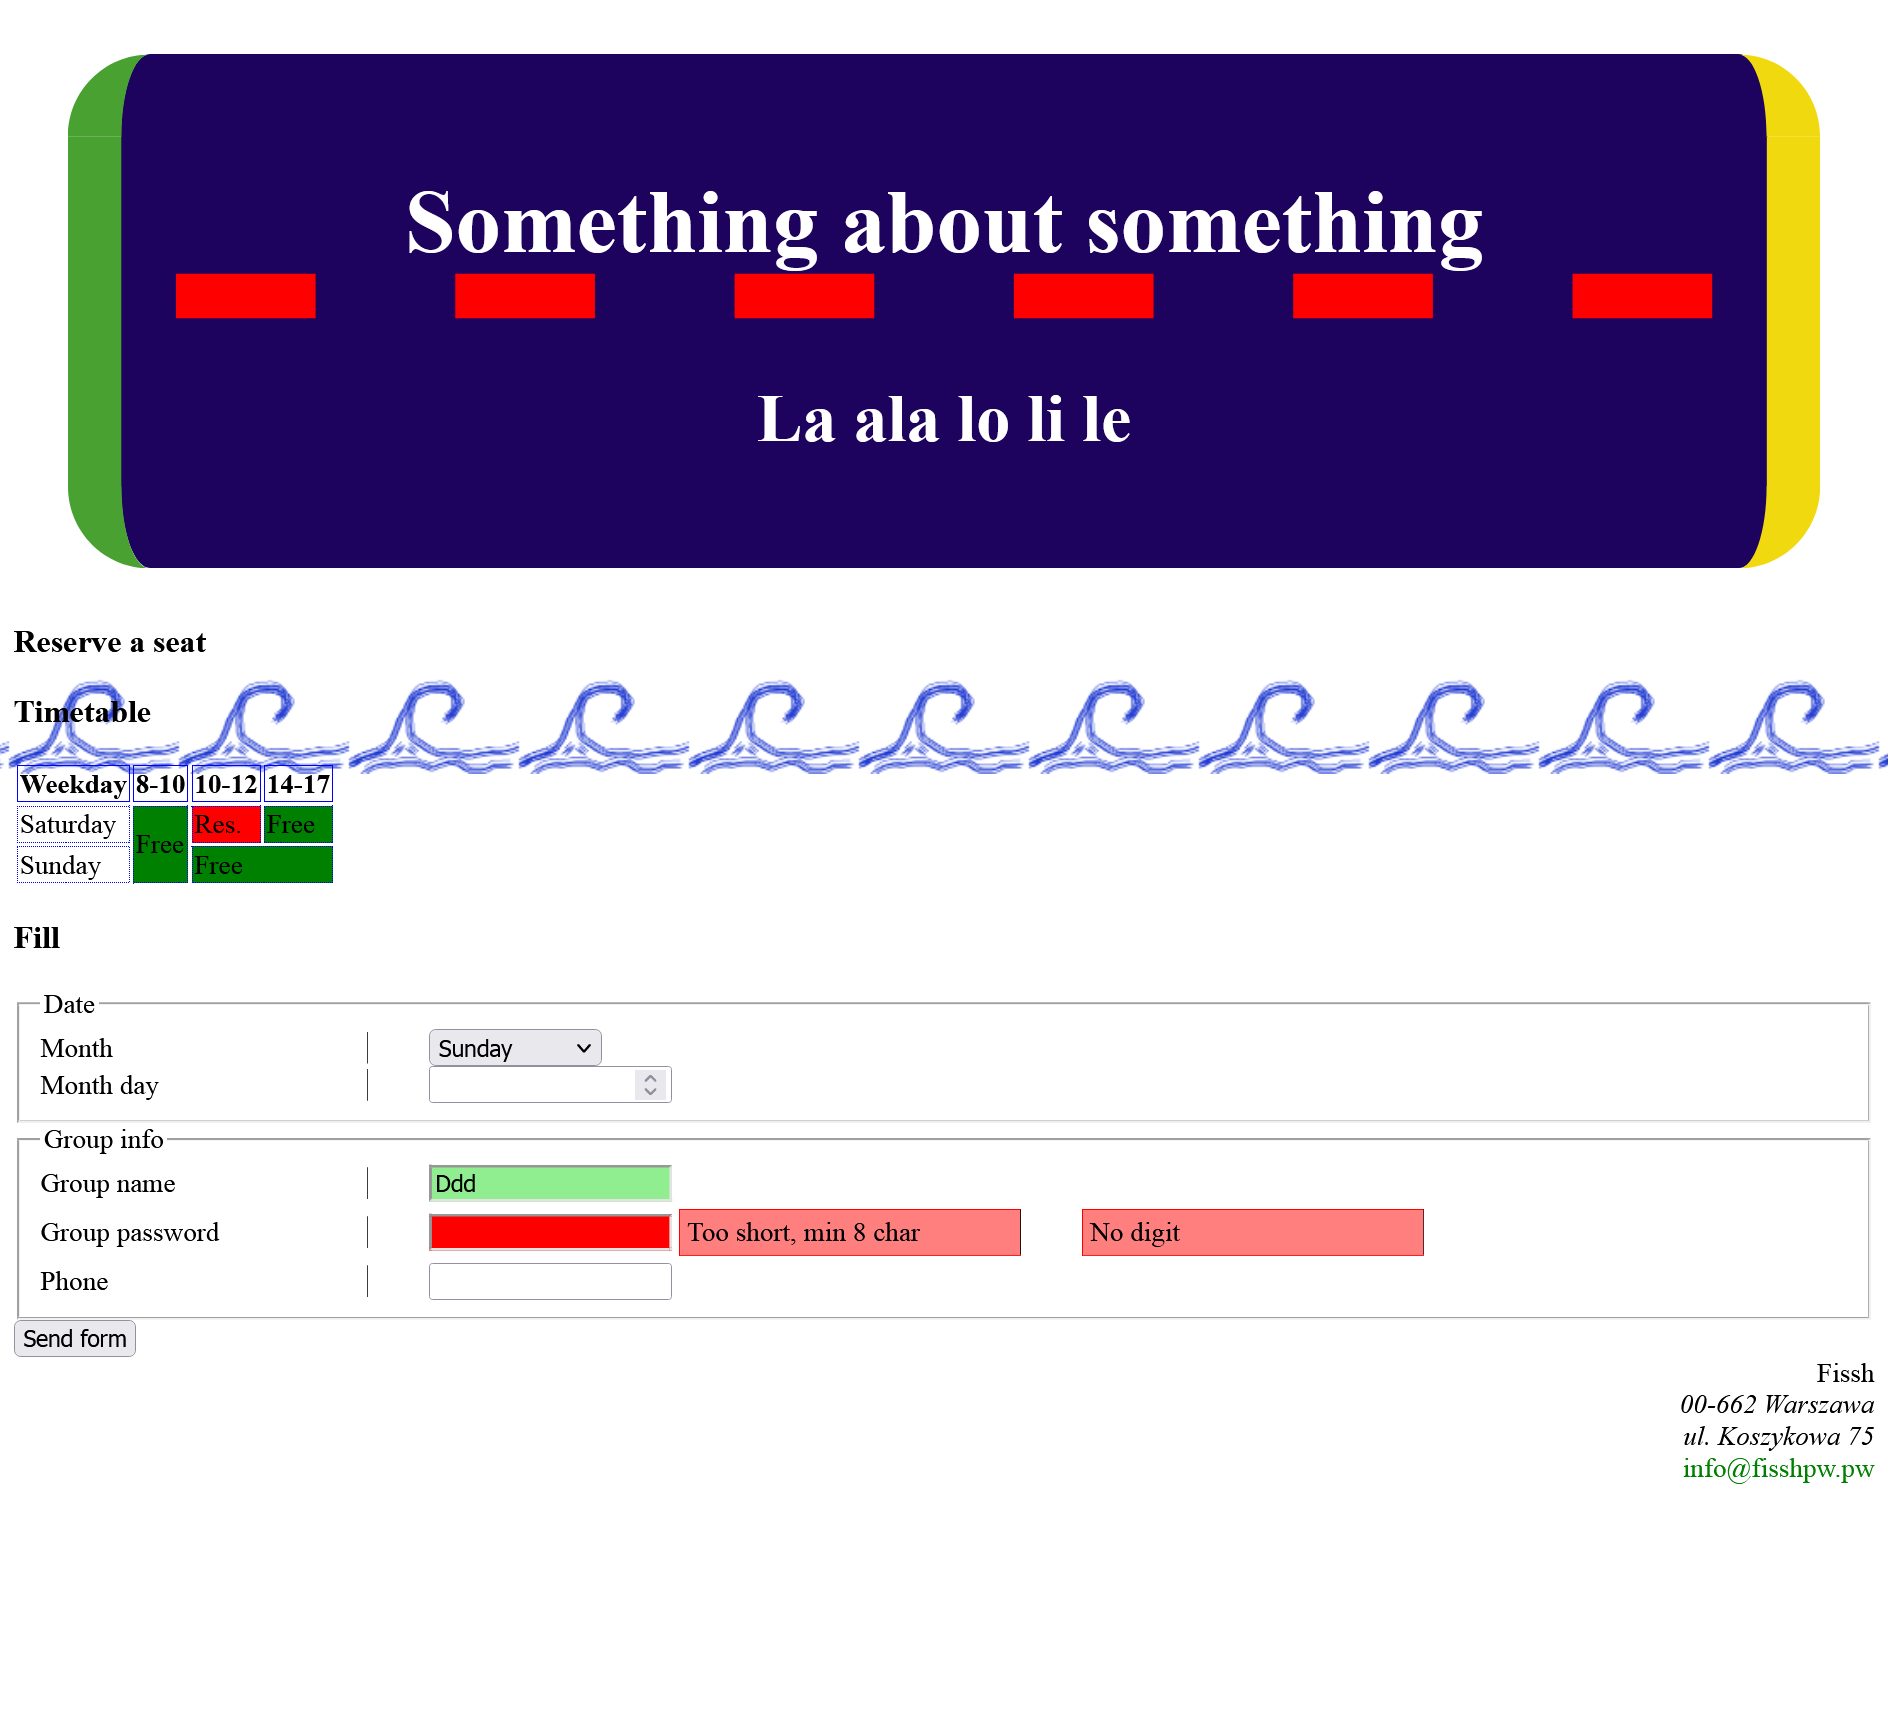 Something about something
La ala lo li le
Reserve a seat
Timetable
Weekday 8-10 10-12 14-17
Saturday Free Res. Free
Sunday Free
Fill
Date
Month Sunday
Month day
Group info
Group name Ddd
Group password Too short, min 8 char No digit
Phone
Send form
Fissh
00-662 Warszawa
ul. Koszykowa 75
info@fisshpw.pw